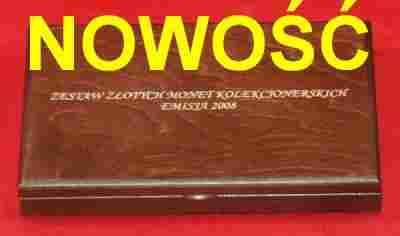 NOWOŚĆ
ZESTAW ZŁOTYCH MONET KOLEKCJONERSKICH
EMISJA 2008